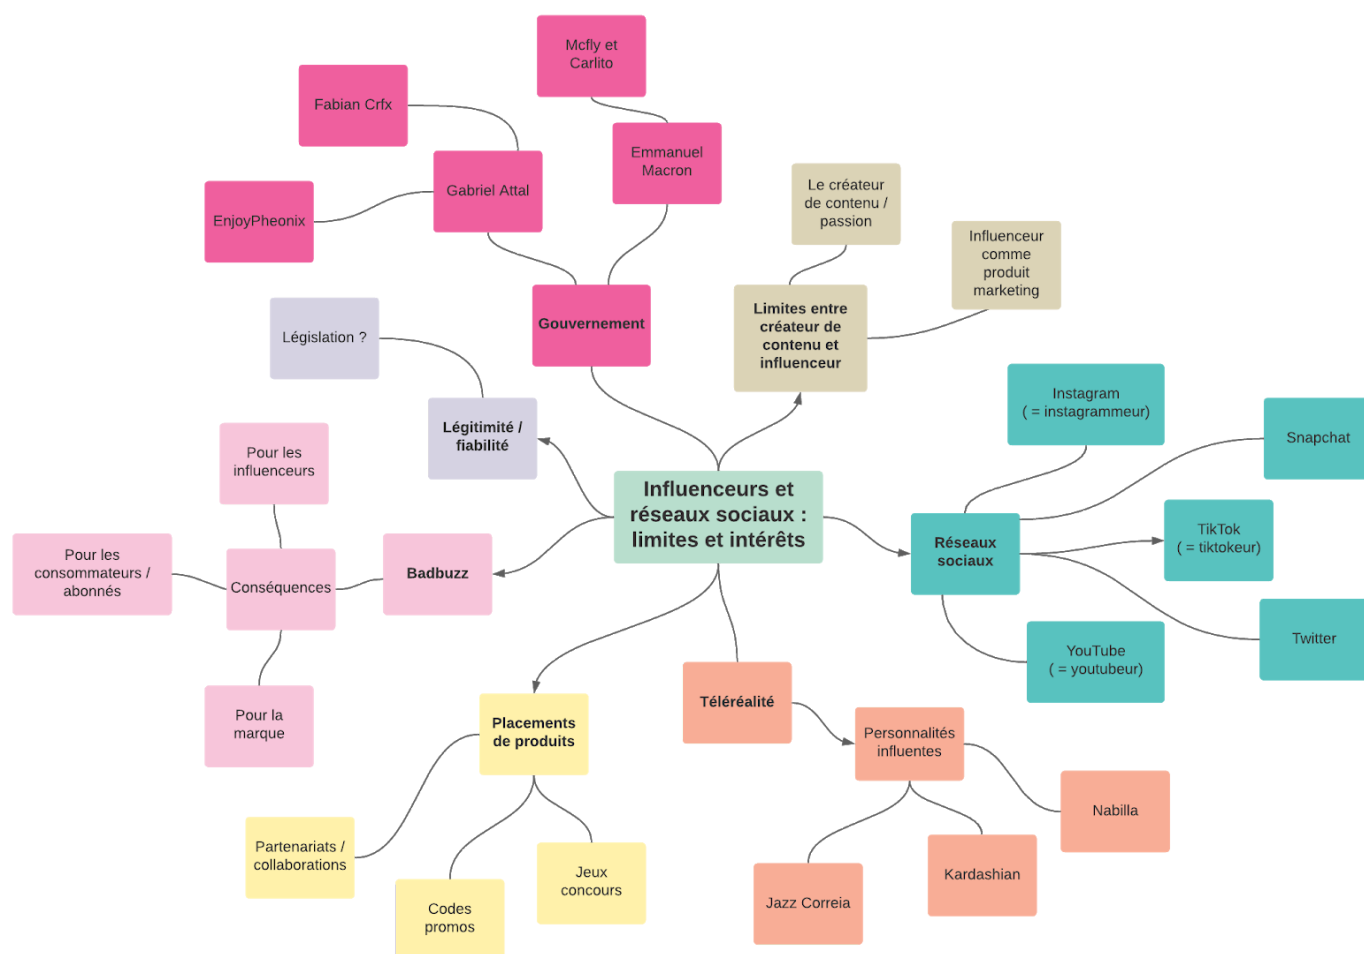 Mcfly et
Carlito
Fabian Crfx
Emmanuel
Macron
Gabriel Attal
EnjoyPheonix
Le créateur
de contenu /
passion
Influenceur
comme
produit
marketing
Gouvernement
Limites entre
créateur de
contenu et
influenceur
Législation ?
Légitimité /
fiabilité
Instagram
( = instagrammeur)
Snapchat
Pour les
influenceurs
Influenceurs et
réseaux sociaux :
limites et intérêts
TikTok
( = tiktokeur)
Réseaux
sociaux
Pour les
consommateurs /
abonnés
Conséquences
Badbuzz
Twitter
YouTube
( = youtubeur)
Pour la
marque
Placements
de produits
Téléréalité
Personnalités
influentes
Nabilla
Partenariats /
collaborations
Codes
promos
Jeux
concours
Kardashian
Jazz Correia